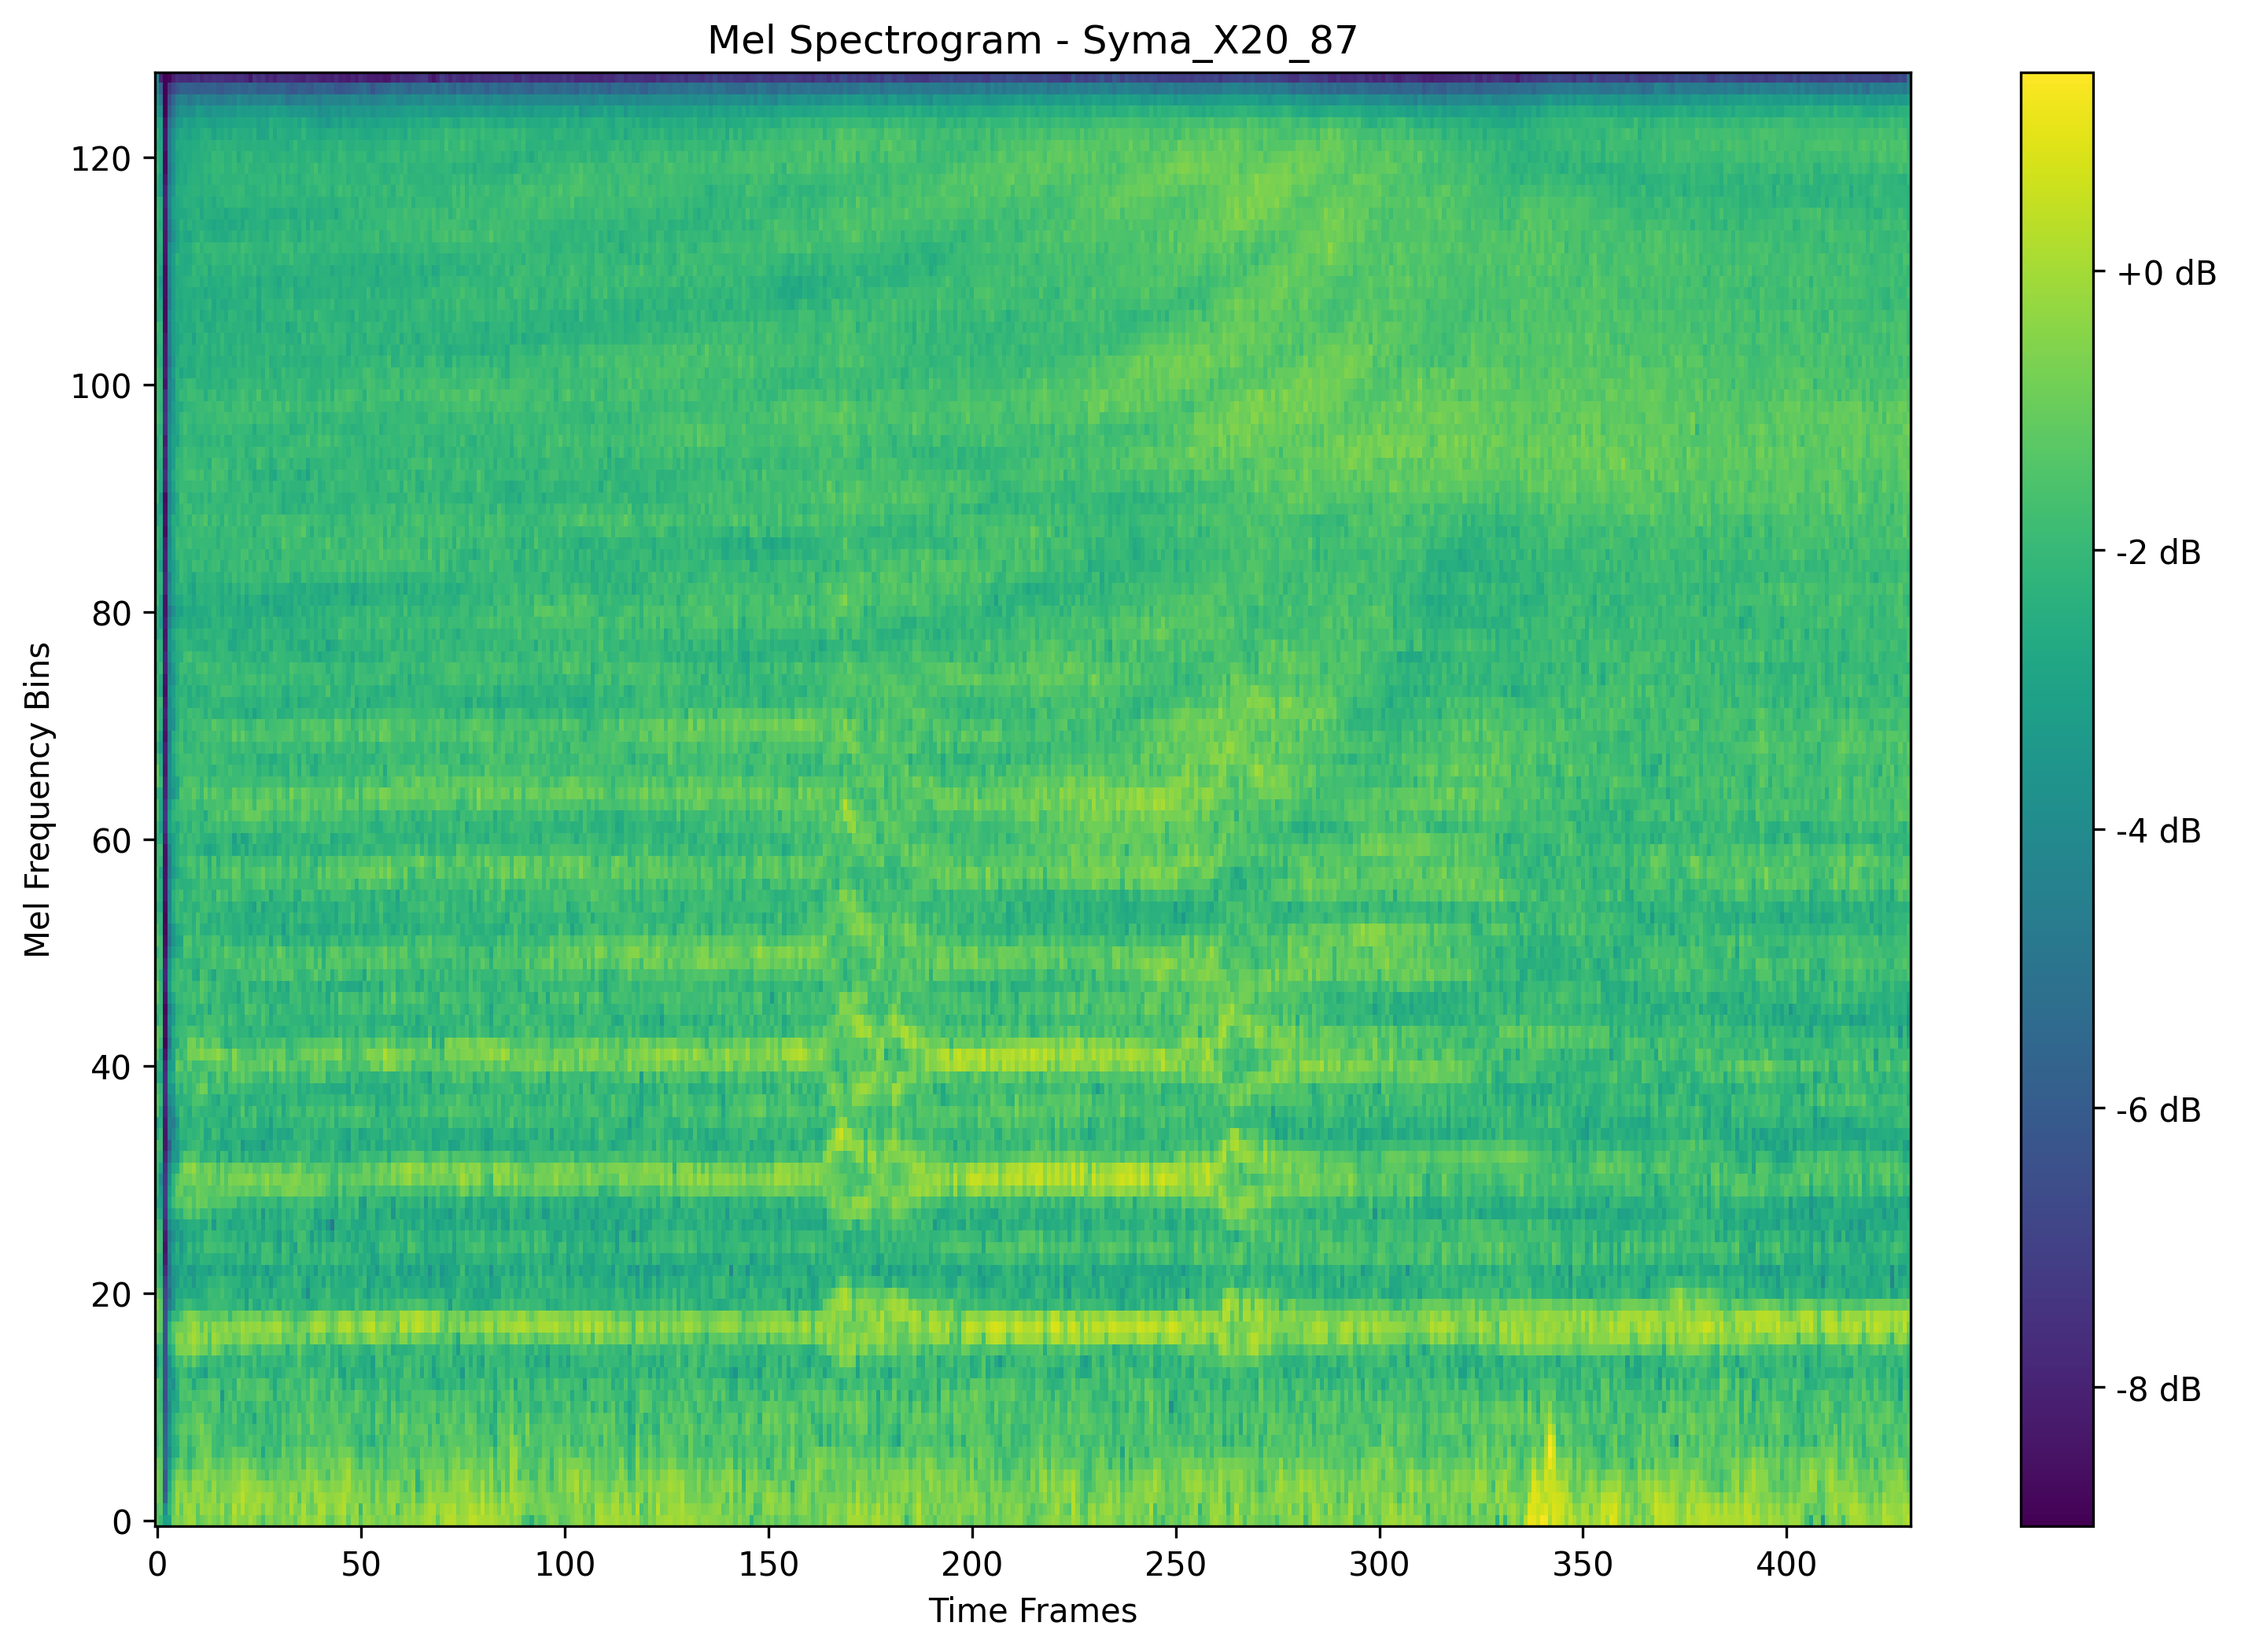 Mel Spectrogram - Syma_X20_87
Mel Frequency Bins
120
100
80
60
40
20
0
0 50 100 150 200 250 300 350 400
Time Frames
+0 dB
-2 dB
-4 dB
-6 dB
-8 dB